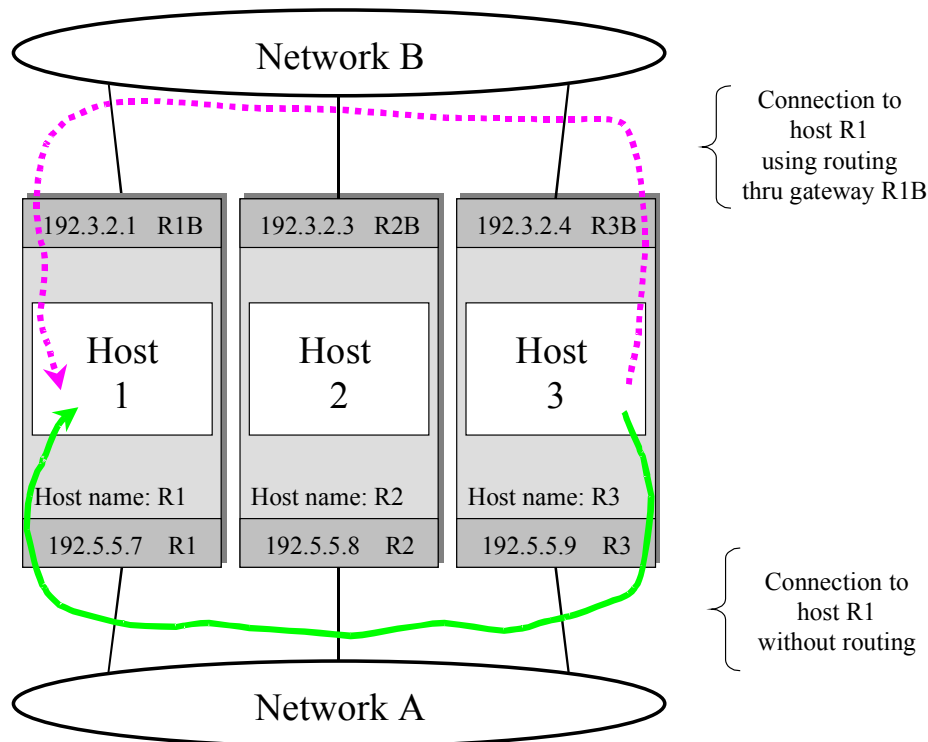 Network B
Connection to
host R1
using routing
thru gateway R1B
192.3.2.1 R1B
192.3.2.3 R2B
192.3.2.4 R3B
Host
1
Host
2
Host
3
Host name: R1
Host name: R2
Host name: R3
192.5.5.7 R1
192.5.5.8 R2
192.5.5.9 R3
Connection to
host R1
without routing
Network A